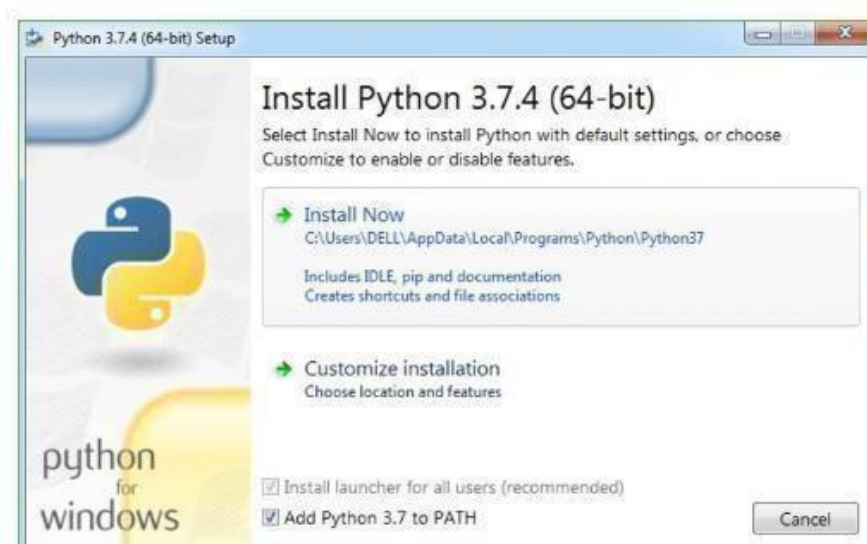 Python 3.7.4 (64-bit) Setup
Install Python 3.7.4 (64-bit)
Select Install Now to install Python with default settings, or choose
Customize to enable or disable features.
Install Now
C:\Users\DELL\AppData\Local\Programs\Python\Python37
Includes IDLE, pip and documentation
Creates shortcuts and file associations
Customize installation
Choose location and features
python
for
windows
Install launcher for all users (recommended)
Add Python 3.7 to PATH
Cancel